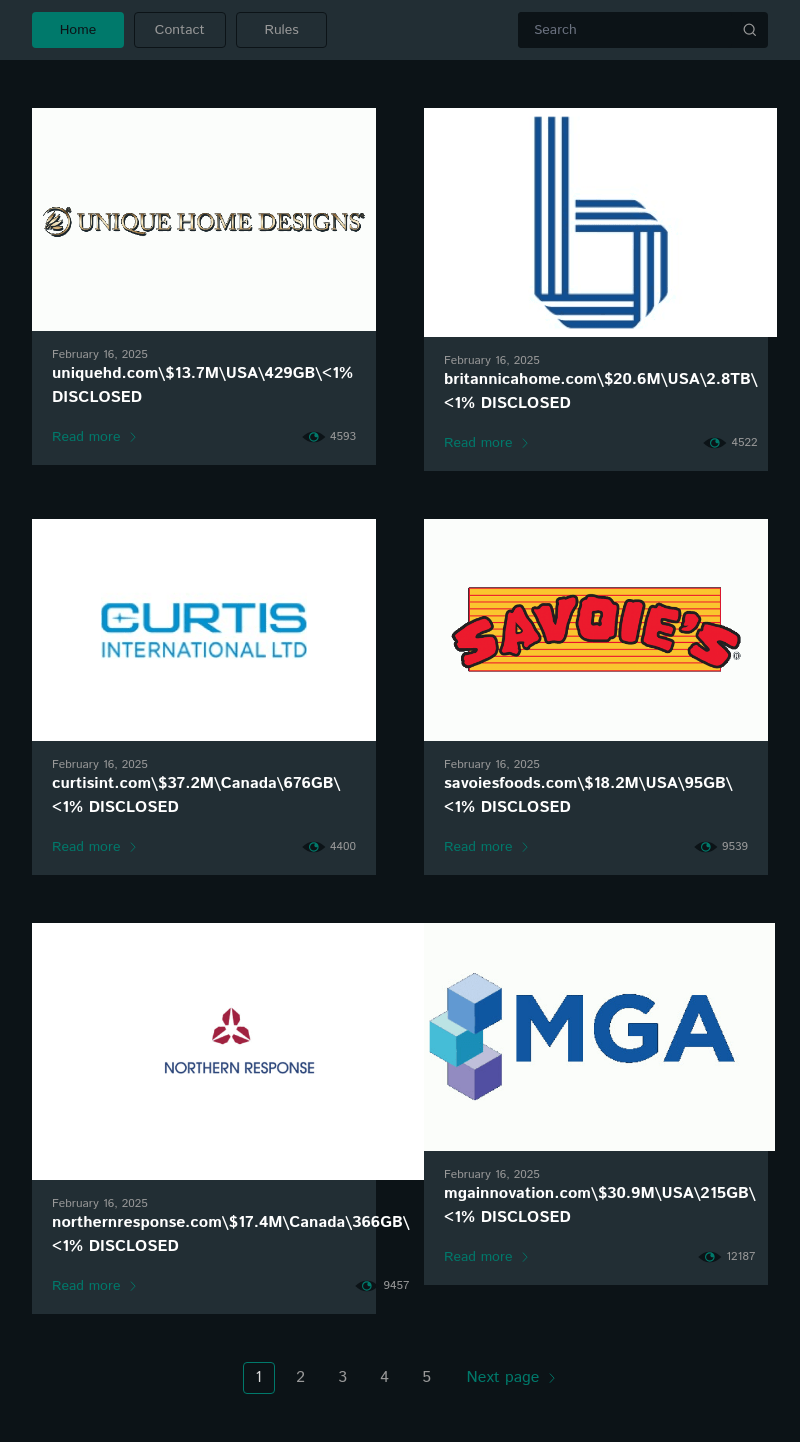 Home Contact Rules Search
UNIQUE HOME DESIGNS
February 16, 2025
uniquehd.com\$13.7M\USA\429GB\<1%
DISCLOSED
Read more 4593
February 16, 2025
britannicahome.com\$20.6M\USA\2.8TB\
<1% DISCLOSED
Read more 4522
CURTIS
INTERNATIONAL LTD
February 16, 2025
curtisint.com\$37.2M\Canada\676GB\
<1% DISCLOSED
Read more 4400
SAVOIE'S®
February 16, 2025
savoiesfoods.com\$18.2M\USA\95GB\
<1% DISCLOSED
Read more 9539
NORTHERN RESPONSE
February 16, 2025
northernresponse.com\$17.4M\Canada\366GB\
<1% DISCLOSED
Read more 9457
MGA
February 16, 2025
mgainnovation.com\$30.9M\USA\215GB\
<1% DISCLOSED
Read more 12187
1 2 3 4 5 Next page